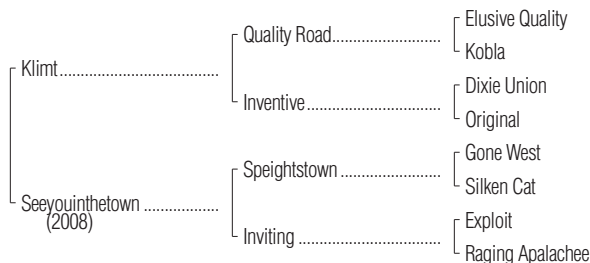 Elusive Quality
Quality Road
Kobla
Klimt
Dixie Union
Inventive
Original
Gone West
Speightstown
Silken Cat
Seeyouinthetown
(2008)
Exploit
Inviting
Raging Apalachee